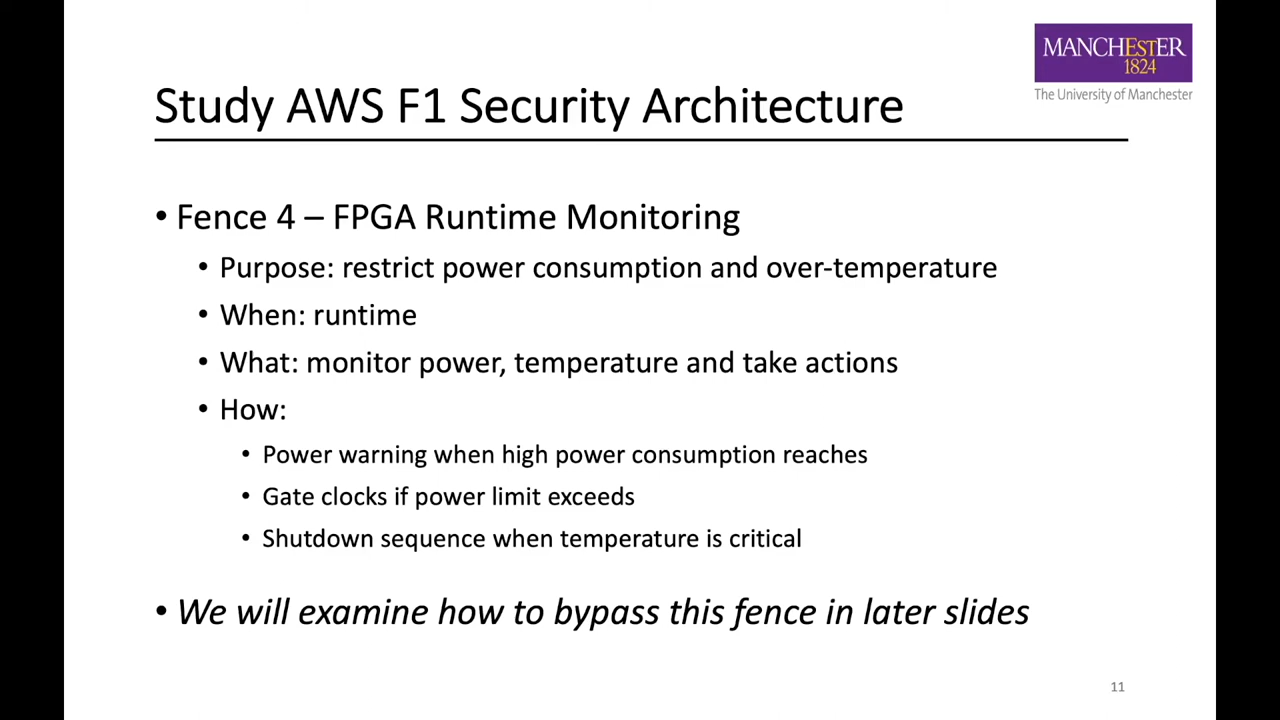 MANCHESTER
1824
The University of Manchester
Study AWS F1 Security Architecture
• Fence 4 – FPGA Runtime Monitoring
• Purpose: restrict power consumption and over-temperature
• When: runtime
• What: monitor power, temperature and take actions
• How:
• Power warning when high power consumption reaches
• Gate clocks if power limit exceeds
• Shutdown sequence when temperature is critical
• We will examine how to bypass this fence in later slides
11